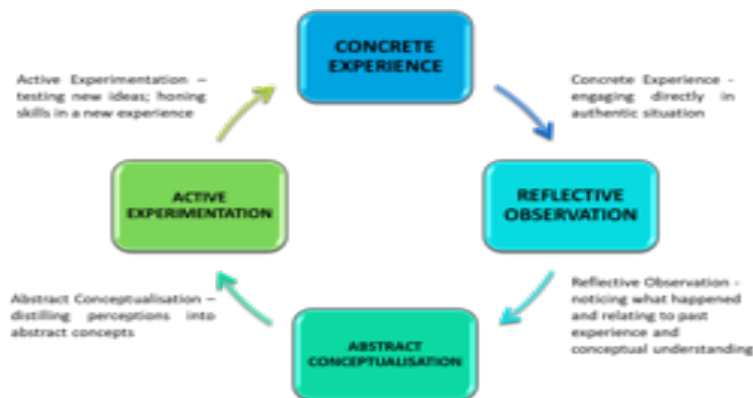 CONCRETE
EXPERIENCE
Active Experimentation –
testing new ideas; honing
skills in a new experience
Concrete Experience -
engaging directly in
authentic situation
ACTIVE
EXPERIMENTATION
REFLECTIVE
OBSERVATION
Abstract Conceptualisation –
distilling perceptions into
abstract concepts
Reflective Observation -
noticing what happened
and relating to past
experience and
conceptual understanding
ABSTRACT
CONCEPTUALISATION